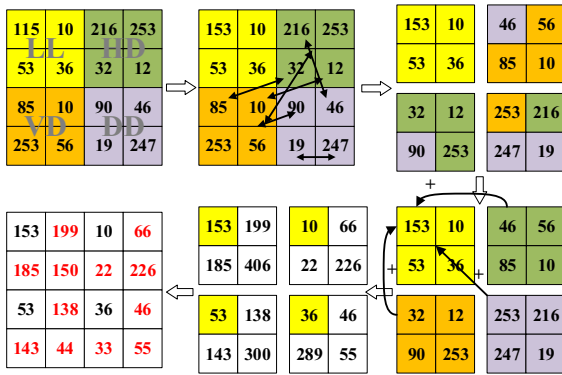 115 10 216 253
LL HD
53 36 32 12
85 10 90 46
VD DD
253 56 19 247
153 10 216 253
53 36 32 12
85 10 90 46
253 56 19 247
153 10
53 36
46 56
85 10
32 12
90 253
253 216
247 19
+
153 10
53 36
46 56
85 10
+ +
32 12
90 253
253 216
247 19
153 199
185 406
10 66
22 226
53 138
143 300
36 46
289 55
153 199 10 66
185 150 22 226
53 138 36 46
143 44 33 55